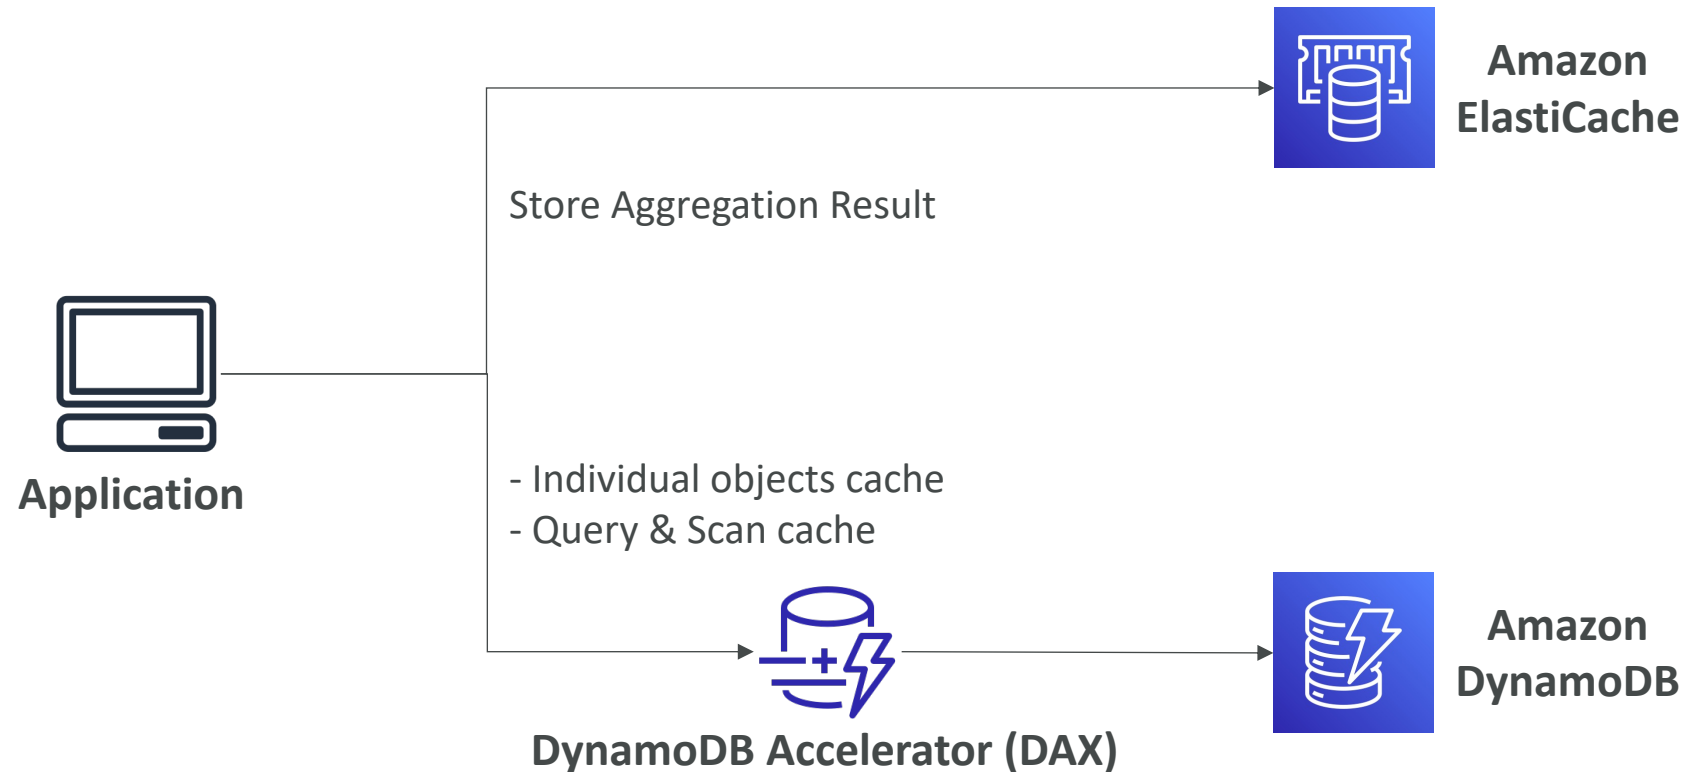 Amazon
ElastiCache
Store Aggregation Result
Application
- Individual objects cache
- Query & Scan cache
Amazon
DynamoDB
DynamoDB Accelerator (DAX)